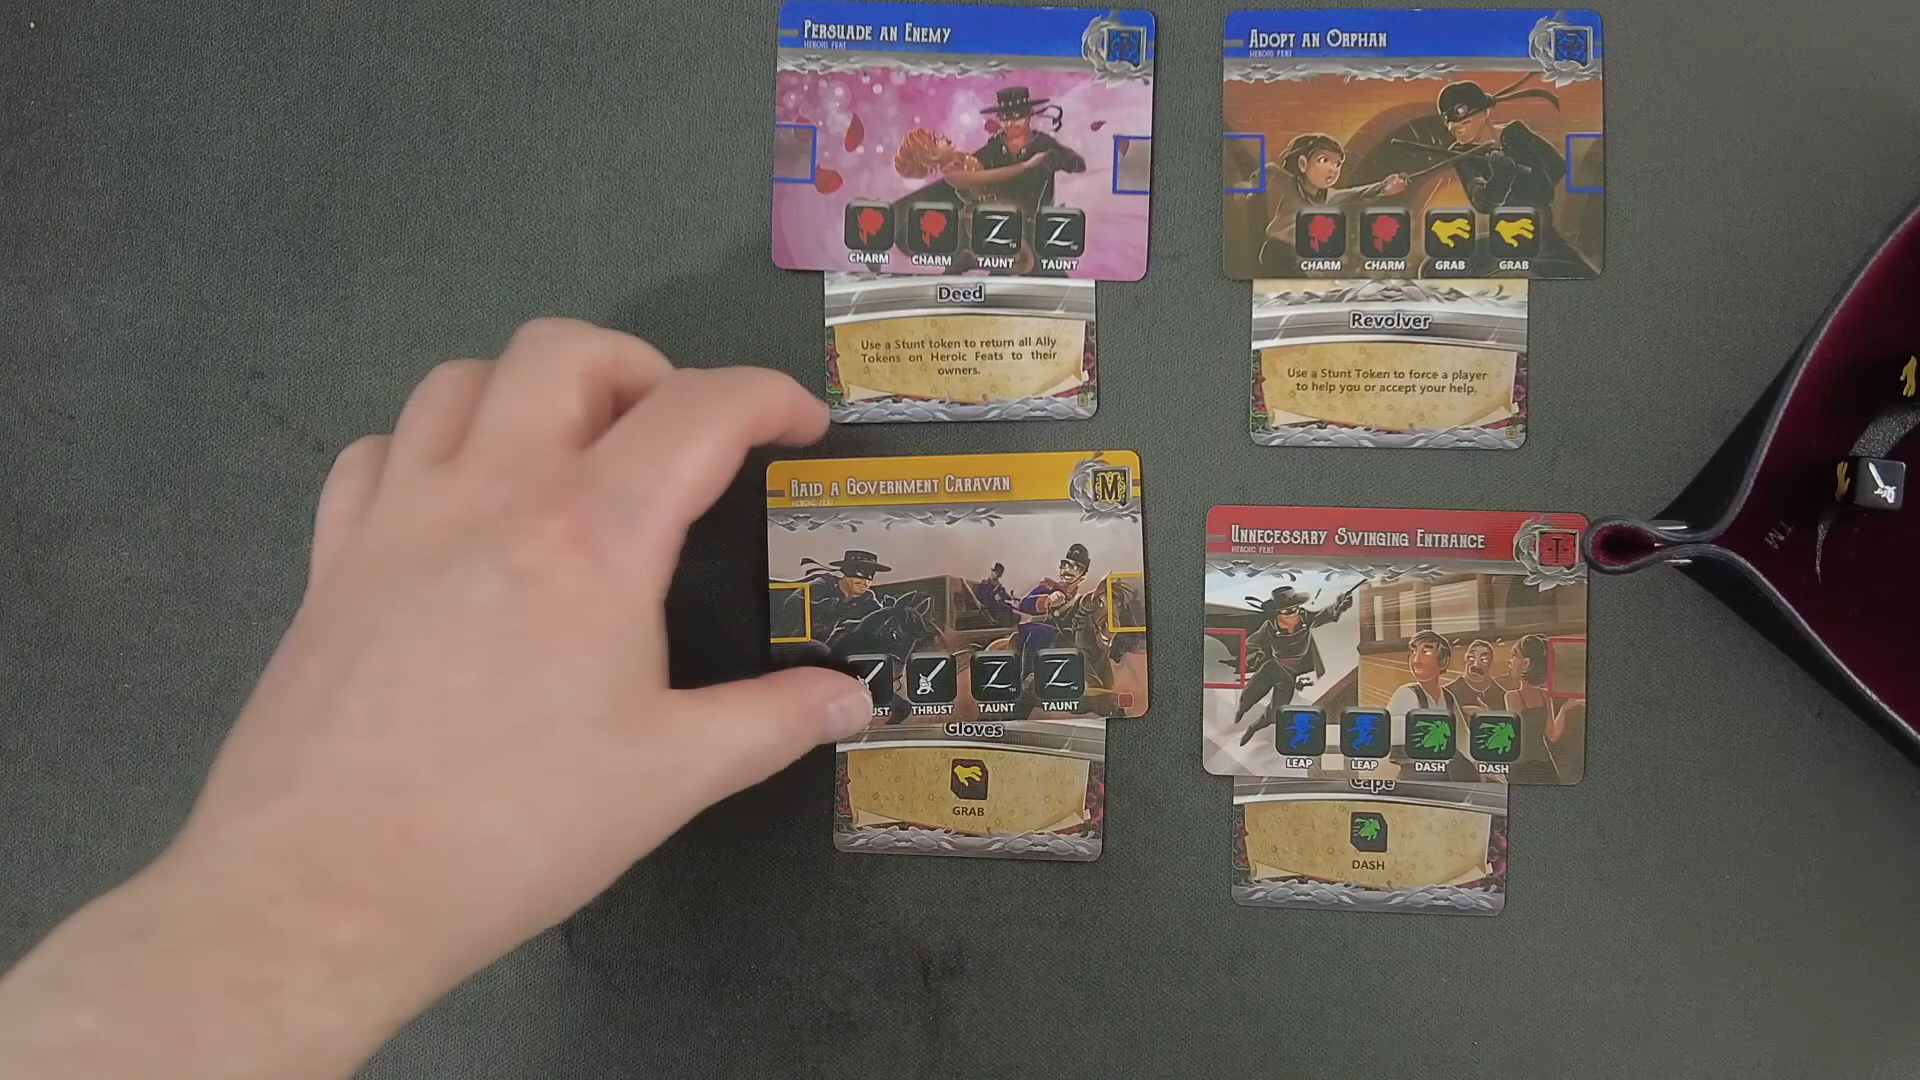 PERSUADE AN ENEMY
HEROIC FEAT
CHARM CHARM TAUNT TAUNT
Deed
Use a Stunt token to return all Ally
Tokens on Heroic Feats to their
owners.
ADOPT AN ORPHAN
HEROIC FEAT
CHARM CHARM GRAB GRAB
Revolver
Use a Stunt Token to force a player
to help you or accept your help.
RAID A GOVERNMENT CARAVAN
HEROIC FEAT
M
UST THRUST TAUNT TAUNT
Gloves
GRAB
UNNECESSARY SWINGING ENTRANCE
HEROIC FEAT
T
LEAP LEAP DASH DASH
Cape
DASH
TM